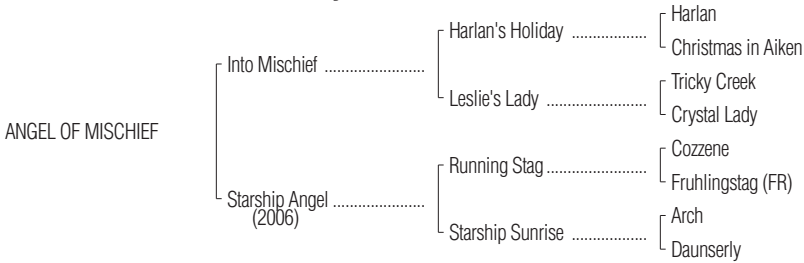 Harlan
Harlan's Holiday ..................
Christmas in Aiken
Into Mischief ........................
Tricky Creek
Leslie's Lady ........................
Crystal Lady
ANGEL OF MISCHIEF
Cozzene
Running Stag ........................
Fruhlingstag (FR)
Starship Angel ......................
(2006)
Arch
Starship Sunrise ..................
Daunserly